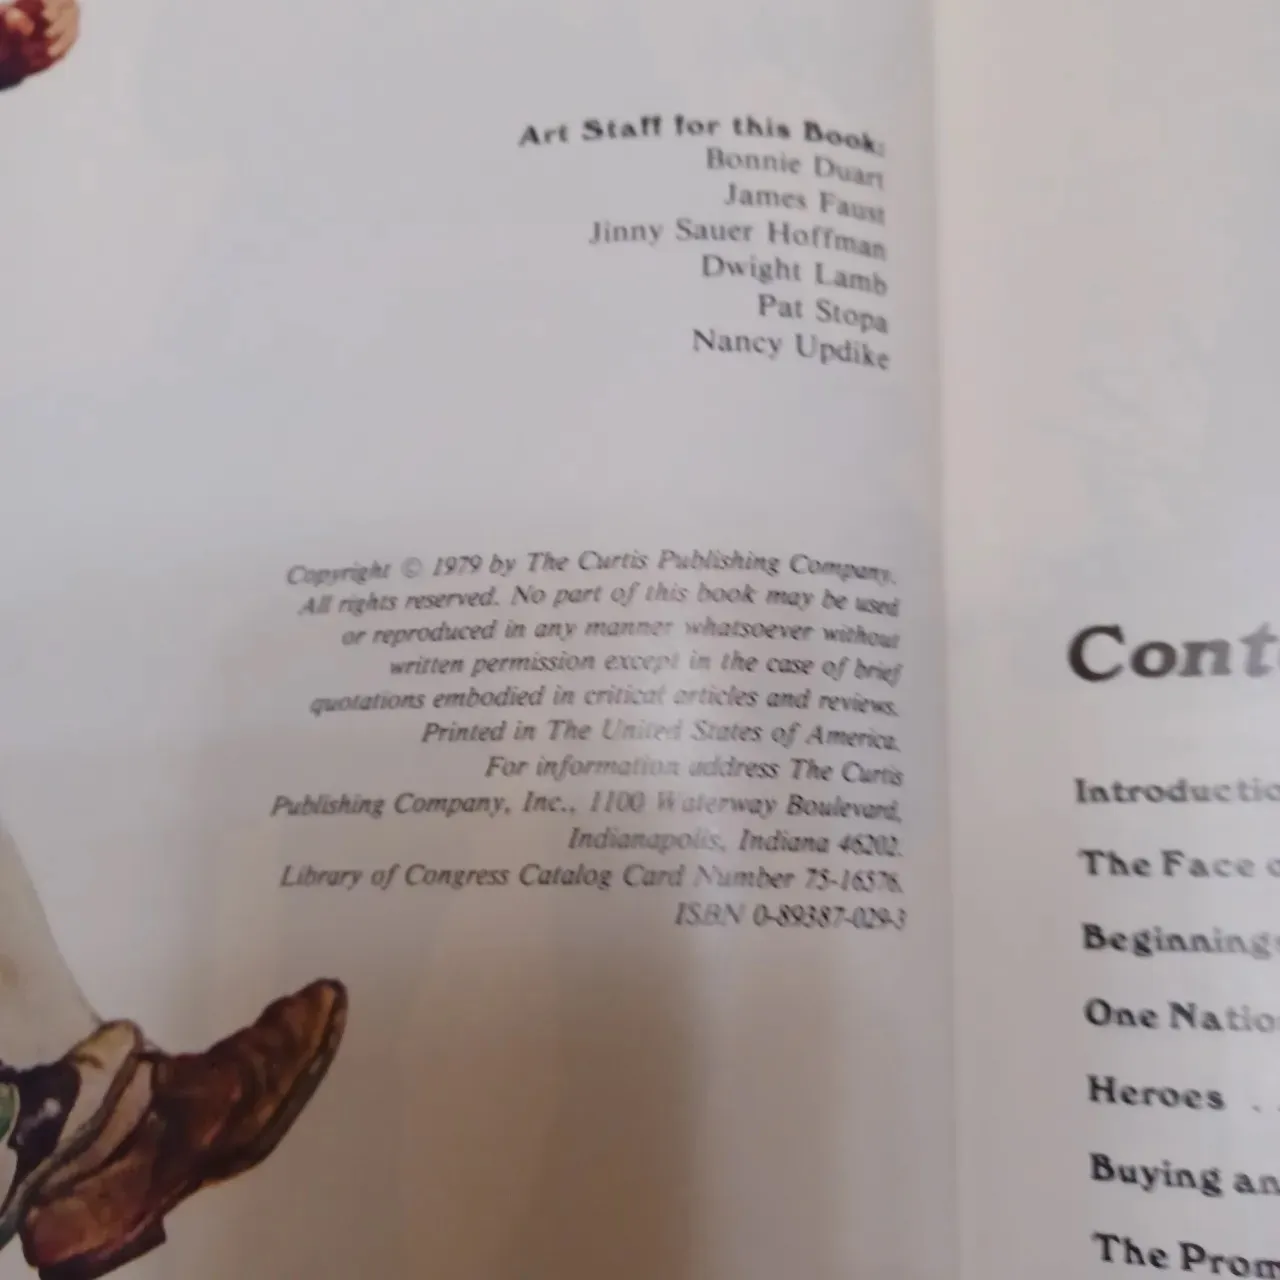 Art Staff for this Book:
Bonnie Duart
James Faust
Jinny Sauer Hoffman
Dwight Lamb
Pat Stopa
Nancy Updike
Copyright © 1979 by The Curtis Publishing Company.
All rights reserved. No part of this book may be used
or reproduced in any manner whatsoever without
written permission except in the case of brief
quotations embodied in critical articles and reviews.
Printed in The United States of America.
For information address The Curtis
Publishing Company, Inc., 1100 Waterway Boulevard,
Indianapolis, Indiana 46202.
Library of Congress Catalog Card Number 75-16576.
ISBN 0-89387-029-3
Cont
Introductio
The Face o
Beginnings
One Natio
Heroes . .
Buying an
The Prom